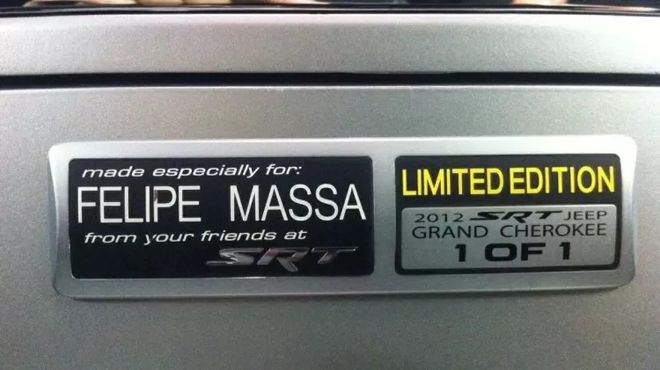 made especially for:
FELIPE MASSA
from your friends at
SRT
LIMITED EDITION
2012 SRT JEEP
GRAND CHEROKEE
1 OF 1